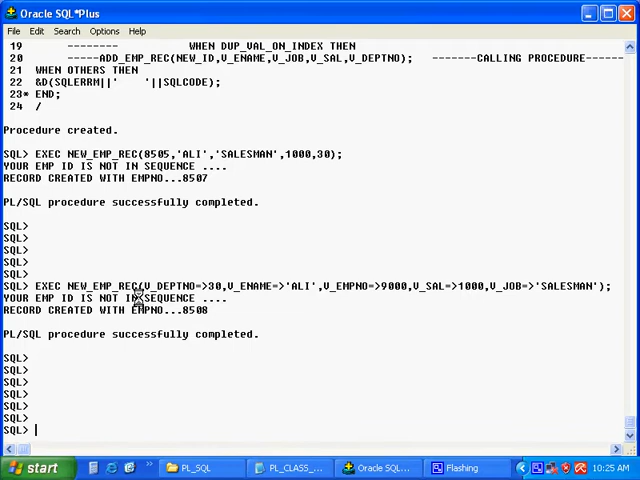 Oracle SQL*Plus
File Edit Search Options Help
19 -------- WHEN DUP_VAL_ON_INDEX THEN
20 -----ADD_EMP_REC(NEW_ID,V_ENAME,V_JOB,V_SAL,V_DEPTNO); -------CALLING PROCEDURE------
21 WHEN OTHERS THEN
22 &D(SQLERRM||' '||SQLCODE);
23* END;
24 /
Procedure created.
SQL> EXEC NEW_EMP_REC(8505,'ALI','SALESMAN',1000,30);
YOUR EMP ID IS NOT IN SEQUENCE ....
RECORD CREATED WITH EMPNO...8507
PL/SQL procedure successfully completed.
SQL>
SQL>
SQL>
SQL>
SQL>
SQL> EXEC NEW_EMP_REC(V_DEPTNO=>30,V_ENAME=>'ALI',V_EMPNO=>9000,V_SAL=>1000,V_JOB=>'SALESMAN');
YOUR EMP ID IS NOT IN SEQUENCE ....
RECORD CREATED WITH EMPNO...8508
PL/SQL procedure successfully completed.
SQL>
SQL>
SQL>
SQL>
SQL>
SQL>
SQL>
start PL_SQL PL_CLASS_... Oracle SQL... Flashing 10:25 AM